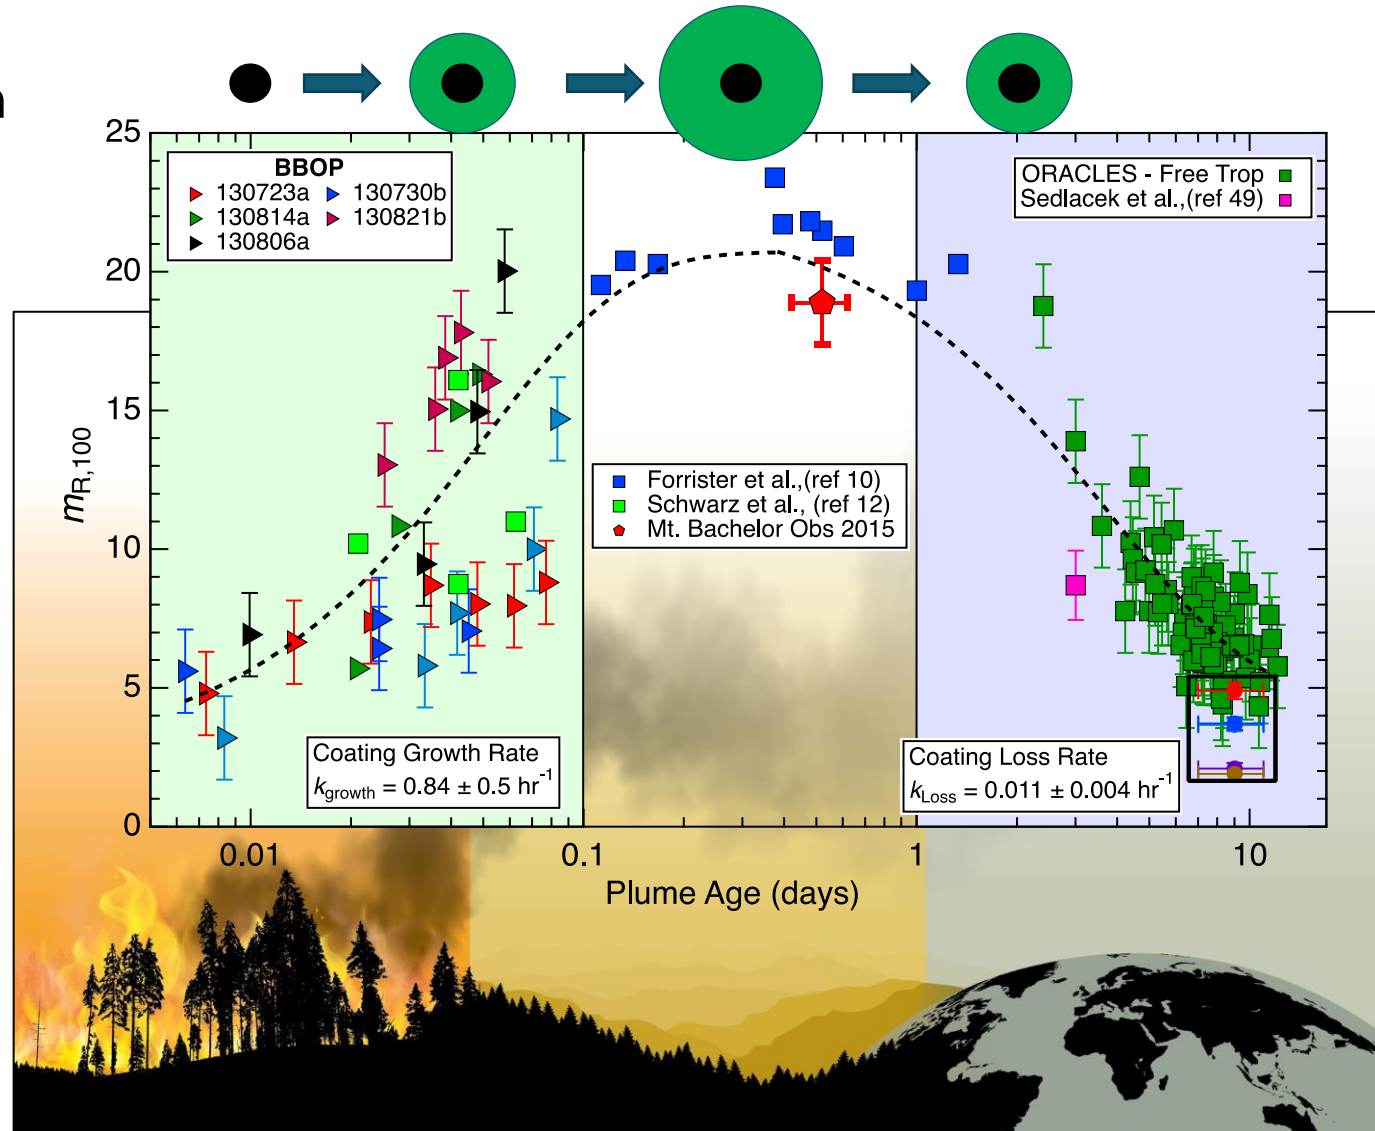 n
25
20
15
10
5
0
m R,100
BBOP
130723a 130730b
130814a 130821b
130806a
ORACLES - Free Trop
Sedlacek et al.,(ref 49)
Forrister et al.,(ref 10)
Schwarz et al., (ref 12)
Mt. Bachelor Obs 2015
Coating Growth Rate
kgrowth = 0.84 ± 0.5 hr-1
Coating Loss Rate
kLoss = 0.011 ± 0.004 hr-1
0.01 0.1 1 10
Plume Age (days)